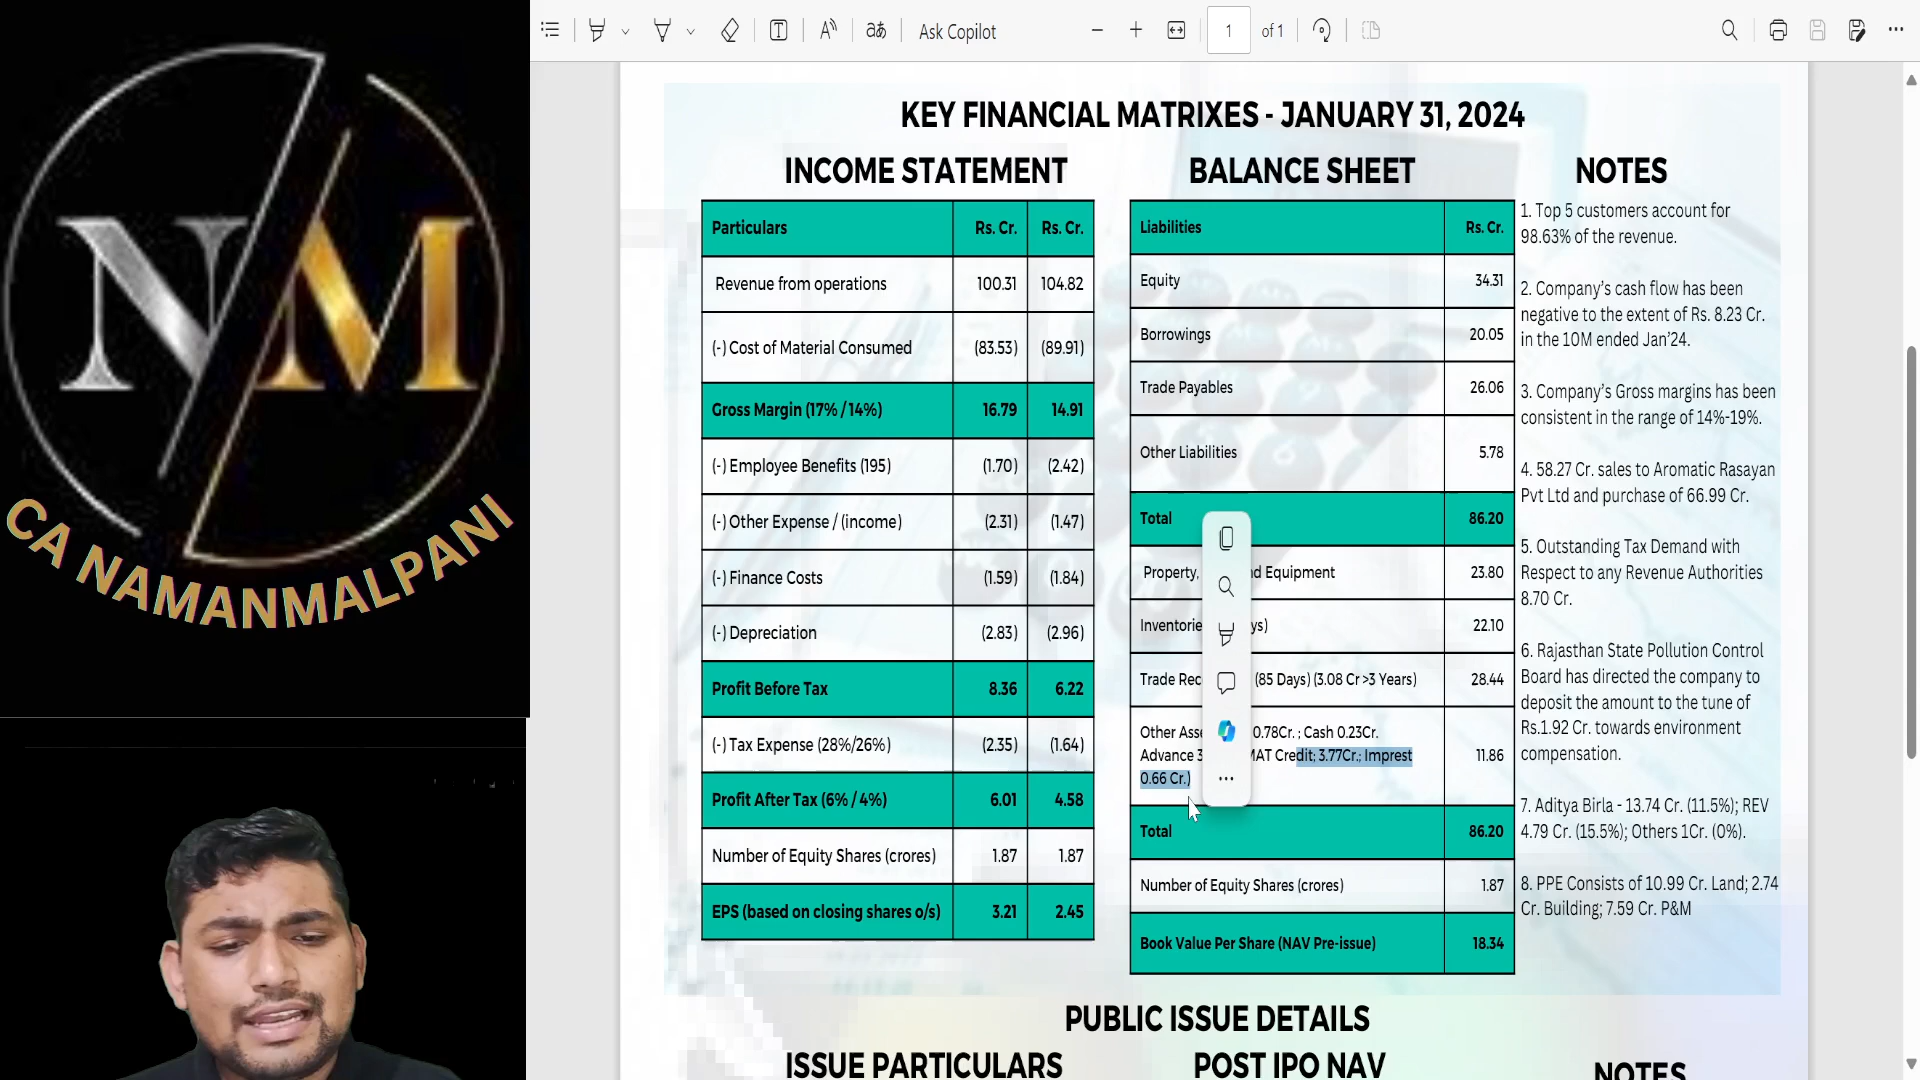 NM
CA NAMANMALPANI
Ask Copilot
1 of 1
KEY FINANCIAL MATRIXES - JANUARY 31, 2024
INCOME STATEMENT
Particulars Rs. Cr. Rs. Cr.
Revenue from operations 100.31 104.82
(-) Cost of Material Consumed (83.53) (89.91)
Gross Margin (17% / 14%) 16.79 14.91
(-) Employee Benefits (195) (1.70) (2.42)
(-) Other Expense / (income) (2.31) (1.47)
(-) Finance Costs (1.59) (1.84)
(-) Depreciation (2.83) (2.96)
Profit Before Tax 8.36 6.22
(-) Tax Expense (28%/26%) (2.35) (1.64)
Profit After Tax (6% / 4%) 6.01 4.58
Number of Equity Shares (crores) 1.87 1.87
EPS (based on closing shares o/s) 3.21 2.45
BALANCE SHEET
Liabilities Rs. Cr.
Equity 34.31
Borrowings 20.05
Trade Payables 26.06
Other Liabilities 5.78
Total 86.20
Property, Equipment 23.80
22.10
Trade (85 Days) (3.08 Cr >3 Years) 28.44
Other 0.78Cr. ; Cash 0.23Cr.
Advance Credit; 3.77Cr.; Imprest
0.66 Cr.)
11.86
Total 86.20
Number of Equity Shares (crores) 1.87
Book Value Per Share (NAV Pre-issue) 18.34
NOTES
1. Top 5 customers account for
98.63% of the revenue.
2. Company's cash flow has been
negative to the extent of Rs. 8.23 Cr.
in the 10M ended Jan'24.
3. Company's Gross margins has been
consistent in the range of 14%-19%.
4. 58.27 Cr. sales to Aromatic Rasayan
Pvt Ltd and purchase of 66.99 Cr.
5. Outstanding Tax Demand with
Respect to any Revenue Authorities
8.70 Cr.
6. Rajasthan State Pollution Control
Board has directed the company to
deposit the amount to the tune of
Rs.1.92 Cr. towards environment
compensation.
7. Aditya Birla - 13.74 Cr. (11.5%); REV
4.79 Cr. (15.5%); Others 1Cr. (0%).
8. PPE Consists of 10.99 Cr. Land; 2.74
Cr. Building; 7.59 Cr. P&M
PUBLIC ISSUE DETAILS
ISSUE PARTICULARS
POST IPO NAV
NOTES